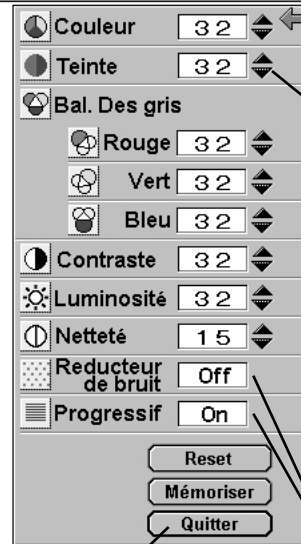 Couleur 32
Teinte 32
Bal. Des gris
Rouge 32
Vert 32
Bleu 32
Contraste 32
Luminosité 32
Netteté 15
Reducteur
de bruit Off
Progressif On
Reset
Mémoriser
Quitter